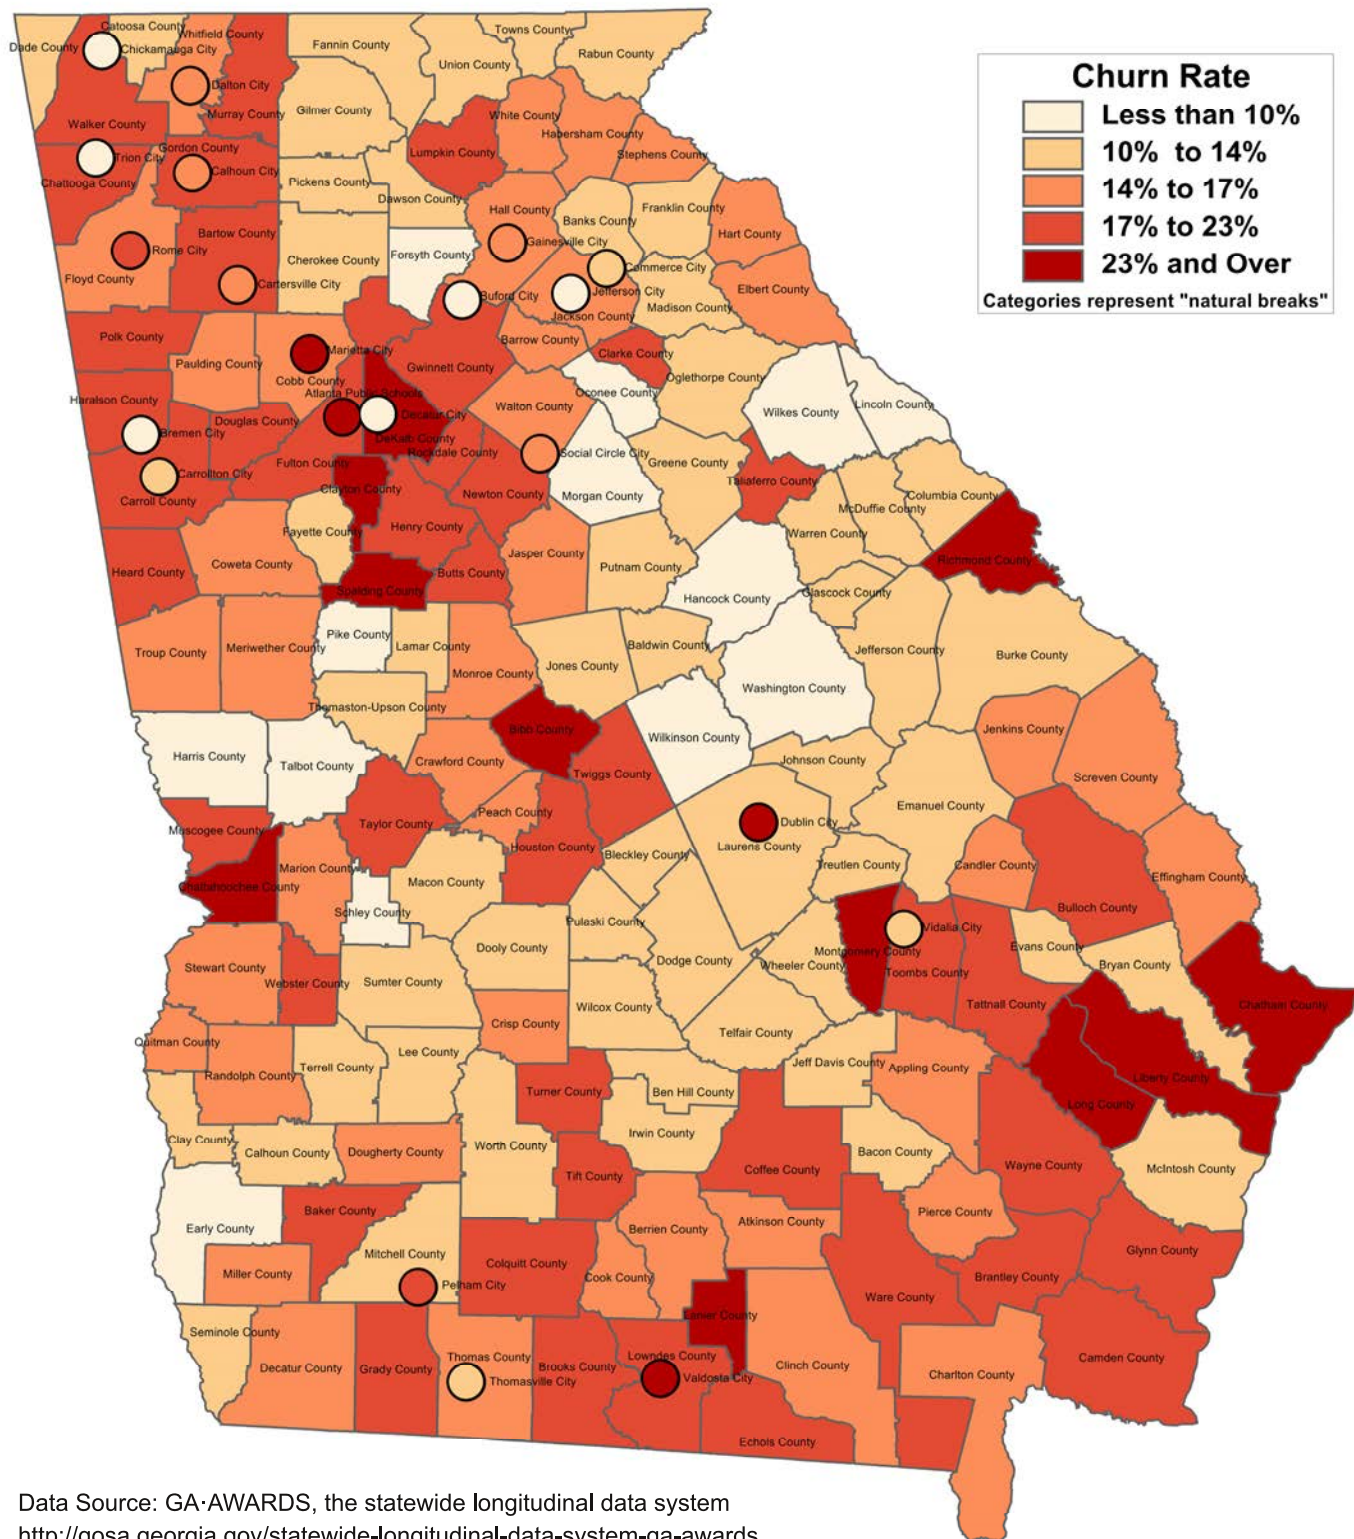 Churn Rate
Less than 10%
10% to 14%
14% to 17%
17% to 23%
23% and Over
Categories represent "natural breaks"
Dade County
Catoosa County
Chickamauga City
Whitfield County
Fannin County
Towns County
Union County
Rabun County
Dalton City
Murray County
Gilmer County
Walker County
White County
Habersham County
Stephens County
Lumpkin County
Trion City
Gordon County
Calhoun City
Chattooga County
Pickens County
Dawson County
Hall County
Banks County
Franklin County
Hart County
Bartow County
Rome City
Gainesville City
Floyd County
Cherokee County
Forsyth County
Commerce City
Cartersville City
Buford City
Jefferson City
Elbert County
Madison County
Jackson County
Polk County
Paulding County
Marietta City
Barrow County
Clarke County
Cobb County
Gwinnett County
Oglethorpe County
Atlanta Public Schools
Oconee County
Haralson County
Walton County
Wilkes County
Lincoln County
Douglas County
Decatur City
Bremen City
DeKalb County
Rockdale County
Social Circle City
Greene County
Fulton County
Carrollton City
Taliaferro County
Clayton County
Carroll County
Newton County
Morgan County
Columbia County
McDuffie County
Fayette County
Henry County
Warren County
Jasper County
Richmond County
Heard County
Coweta County
Butts County
Putnam County
Spalding County
Hancock County
Glascock County
Pike County
Lamar County
Troup County
Meriwether County
Baldwin County
Jones County
Jefferson County
Burke County
Monroe County
Washington County
Thomaston-Upson County
Bibb County
Wilkinson County
Jenkins County
Harris County
Talbot County
Crawford County
Twiggs County
Johnson County
Screven County
Peach County
Emanuel County
Muscogee County
Taylor County
Dublin City
Houston County
Laurens County
Bleckley County
Treutlen County
Candler County
Marion County
Macon County
Effingham County
Chattahoochee County
Schley County
Bulloch County
Pulaski County
Vidalia City
Dooly County
Montgomery County
Evans County
Stewart County
Dodge County
Wheeler County
Toombs County
Bryan County
Webster County
Sumter County
Tattnall County
Chatham County
Wilcox County
Crisp County
Telfair County
Quitman County
Lee County
Jeff Davis County
Appling County
Randolph County
Terrell County
Turner County
Ben Hill County
Liberty County
Long County
Clay County
Calhoun County
Dougherty County
Worth County
Irwin County
Coffee County
Bacon County
Wayne County
McIntosh County
Tift County
Early County
Baker County
Berrien County
Atkinson County
Pierce County
Mitchell County
Glynn County
Miller County
Colquitt County
Cook County
Pelham City
Brantley County
Ware County
Lanier County
Seminole County
Decatur County
Grady County
Thomas County
Brooks County
Lowndes County
Clinch County
Camden County
Thomasville City
Valdosta City
Charlton County
Echols County
Data Source: GA·AWARDS, the statewide longitudinal data system
http://gosa.georgia.gov/statewide-longitudinal-data-system-ga-awards